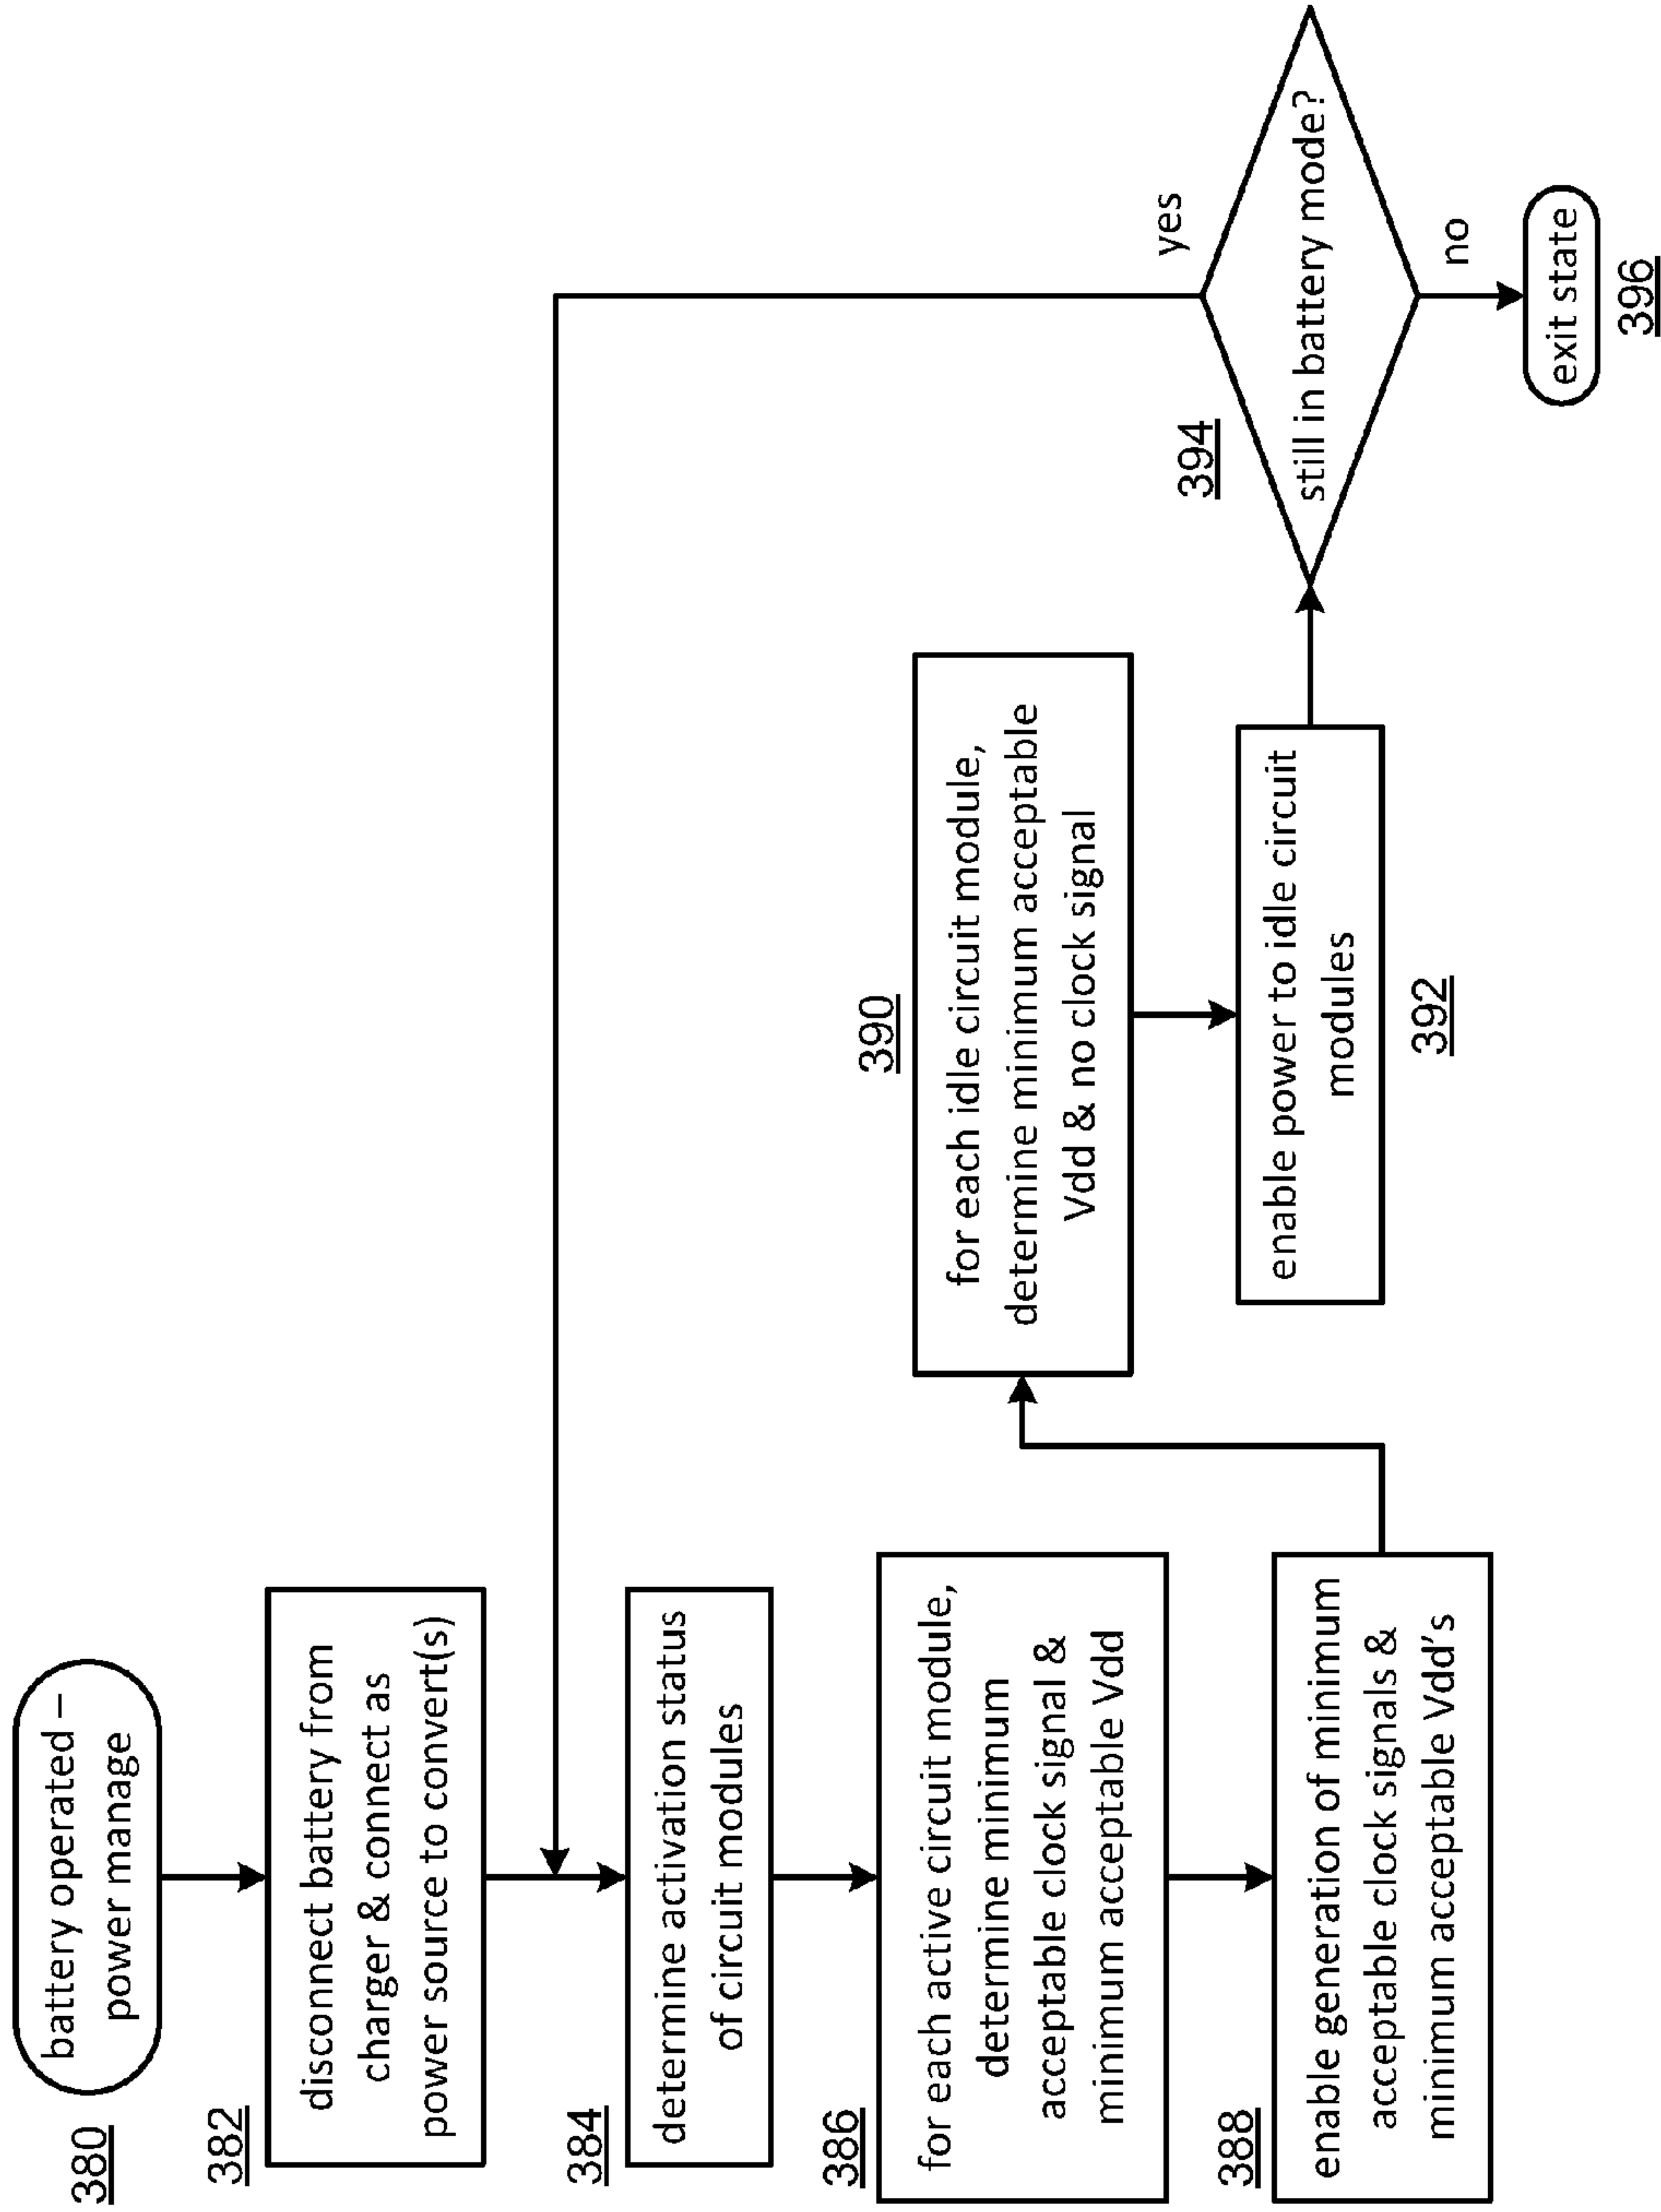 380
battery operated –
power manage
382
disconnect battery from
charger & connect as
power source to convert(s)
384
determine activation status
of circuit modules
386
for each active circuit module,
determine minimum
acceptable clock signal &
minimum acceptable Vdd
388
enable generation of minimum
acceptable clock signals &
minimum acceptable Vdd's
390
for each idle circuit module,
determine minimum acceptable
Vdd & no clock signal
enable power to idle circuit
modules
392
394
yes
still in battery mode?
no
exit state
396